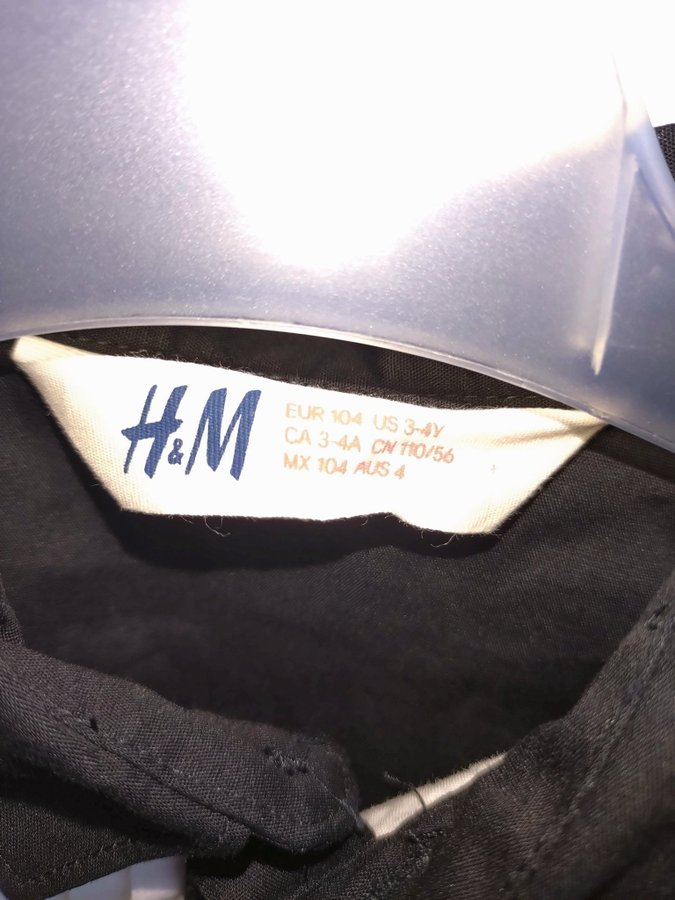 H&M
EUR 104 US 3-4Y
CA 3-4A CN 110/56
MX 104 AUS 4